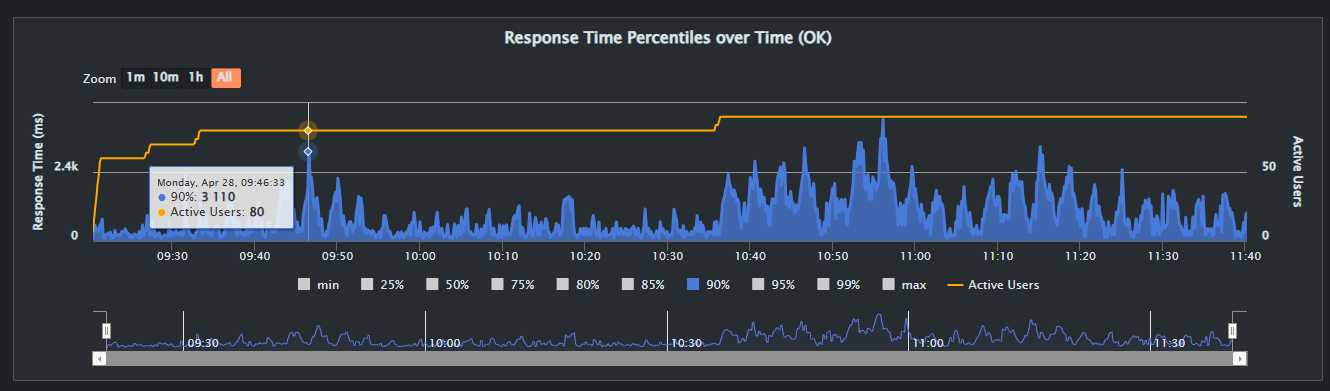 Response Time Percentiles over Time (OK)
Zoom 1m 10m 1h All
Response Time (ms)
2.4k
0
Monday, Apr 28, 09:46:33
90%: 3 110
Active Users: 80
50
0
Active Users
09:30 09:40 09:50 10:00 10:10 10:20 10:30 10:40 10:50 11:00 11:10 11:20 11:30 11:40
min 25% 50% 75% 80% 85% 90% 95% 99% max Active Users
09:30 10:00 10:30 11:00 11:30